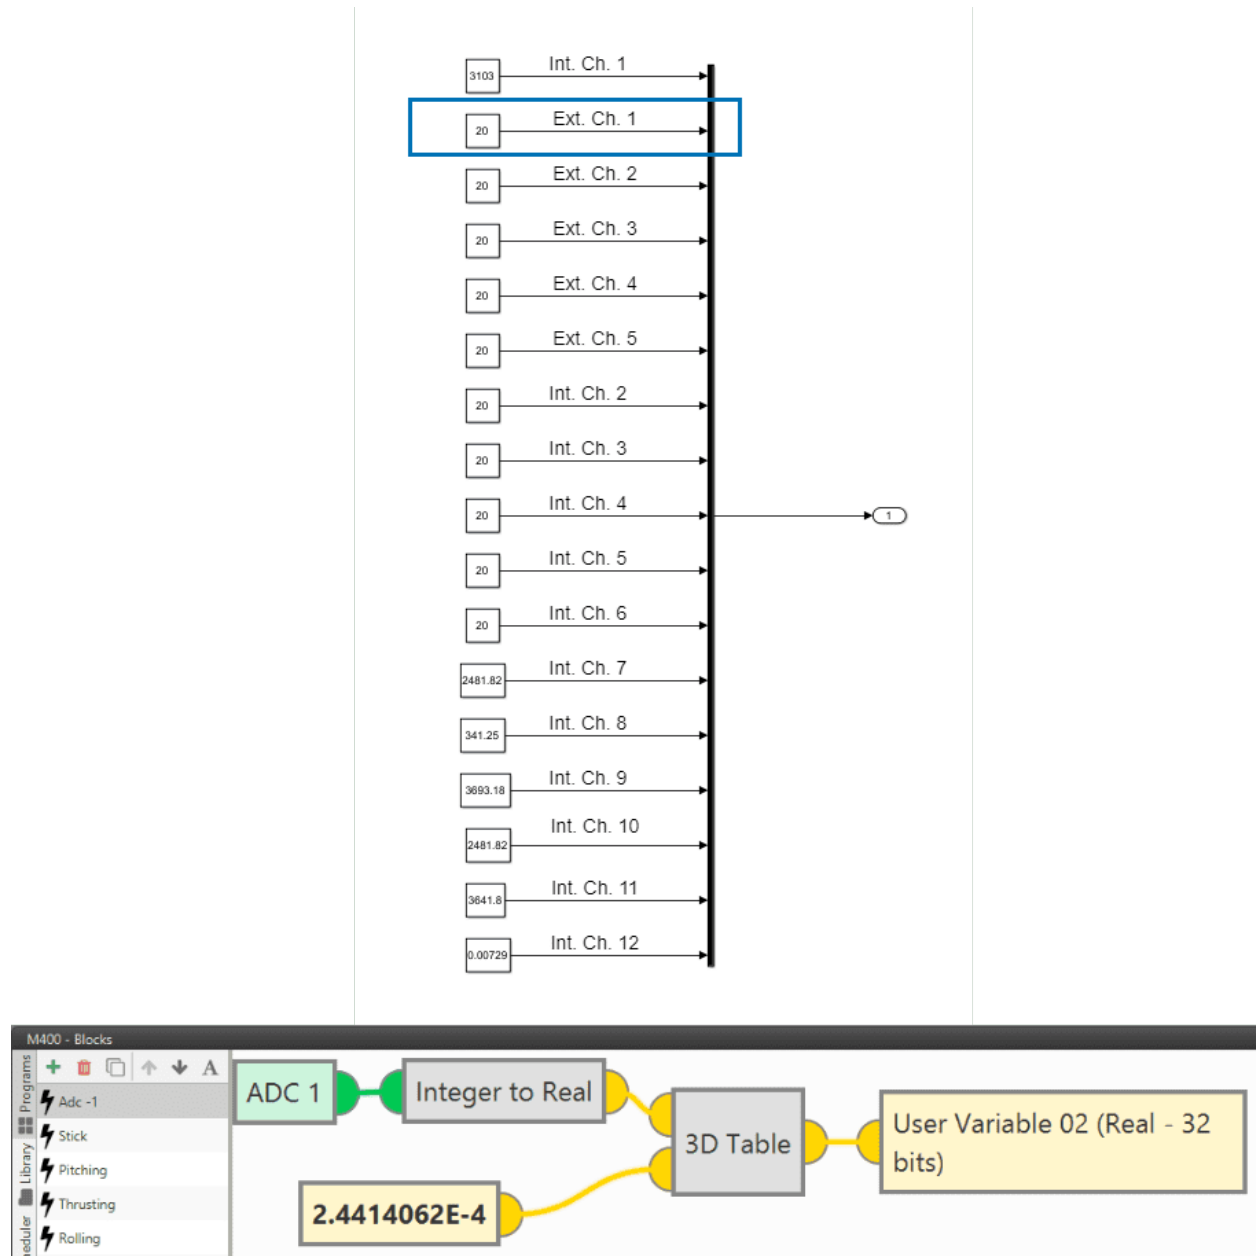 Int. Ch. 1
3103
Ext. Ch. 1
20
Ext. Ch. 2
20
Ext. Ch. 3
20
Ext. Ch. 4
20
Ext. Ch. 5
20
Int. Ch. 2
20
Int. Ch. 3
20
Int. Ch. 4
20
1
Int. Ch. 5
20
Int. Ch. 6
20
Int. Ch. 7
2481.82
Int. Ch. 8
341.25
Int. Ch. 9
3693.18
Int. Ch. 10
2481.82
Int. Ch. 11
3641.8
Int. Ch. 12
0.00729
M400 - Blocks
Programs
Library
eduler
A
Adc -1
Stick
Pitching
Thrusting
Rolling
ADC 1
Integer to Real
3D Table
User Variable 02 (Real - 32
bits)
2.4414062E-4